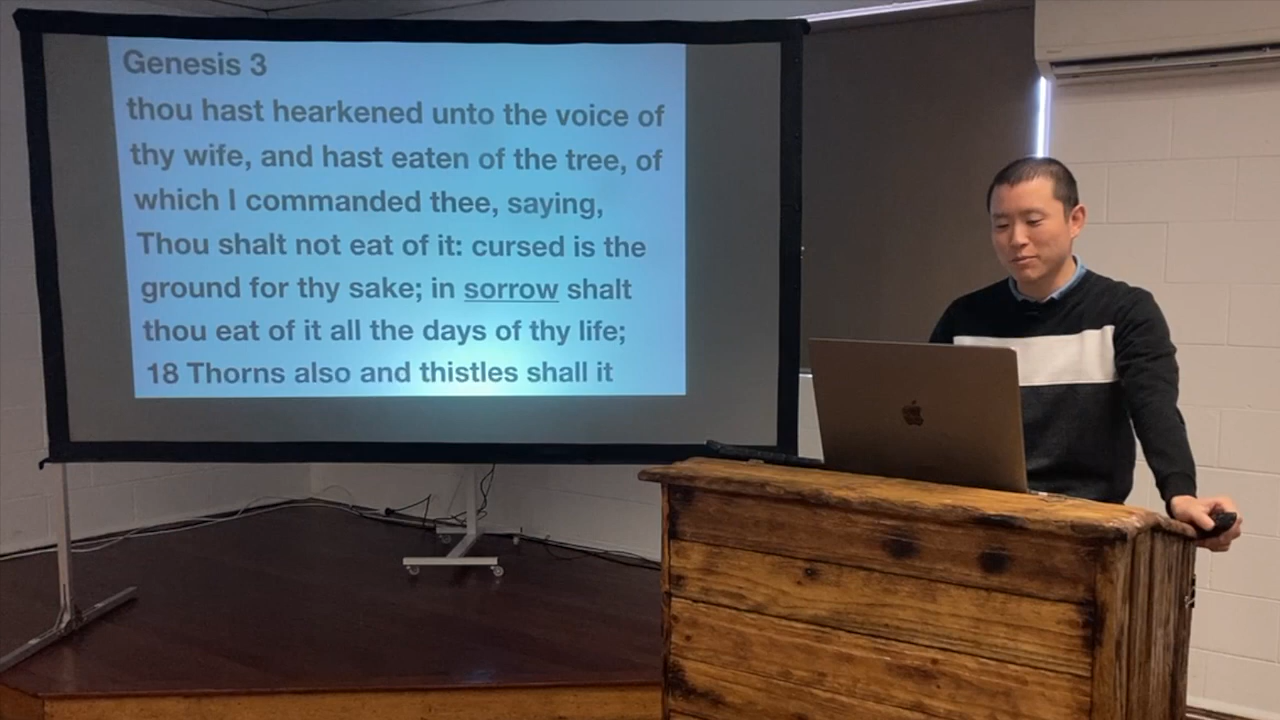 Genesis 3
thou hast hearkened unto the voice of
thy wife, and hast eaten of the tree, of
which I commanded thee, saying,
Thou shalt not eat of it: cursed is the
ground for thy sake; in sorrow shalt
thou eat of it all the days of thy life;
18 Thorns also and thistles shall it